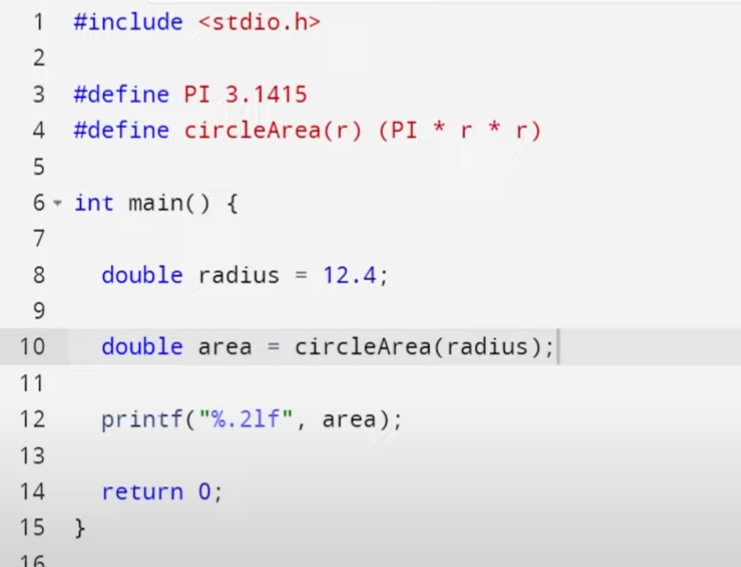 1 #include <stdio.h>
2
3 #define PI 3.1415
4 #define circleArea(r) (PI * r * r)
5
6 int main() {
7
8 double radius = 12.4;
9
10 double area = circleArea(radius);
11
12 printf("%.2lf", area);
13
14 return 0;
15 }
16